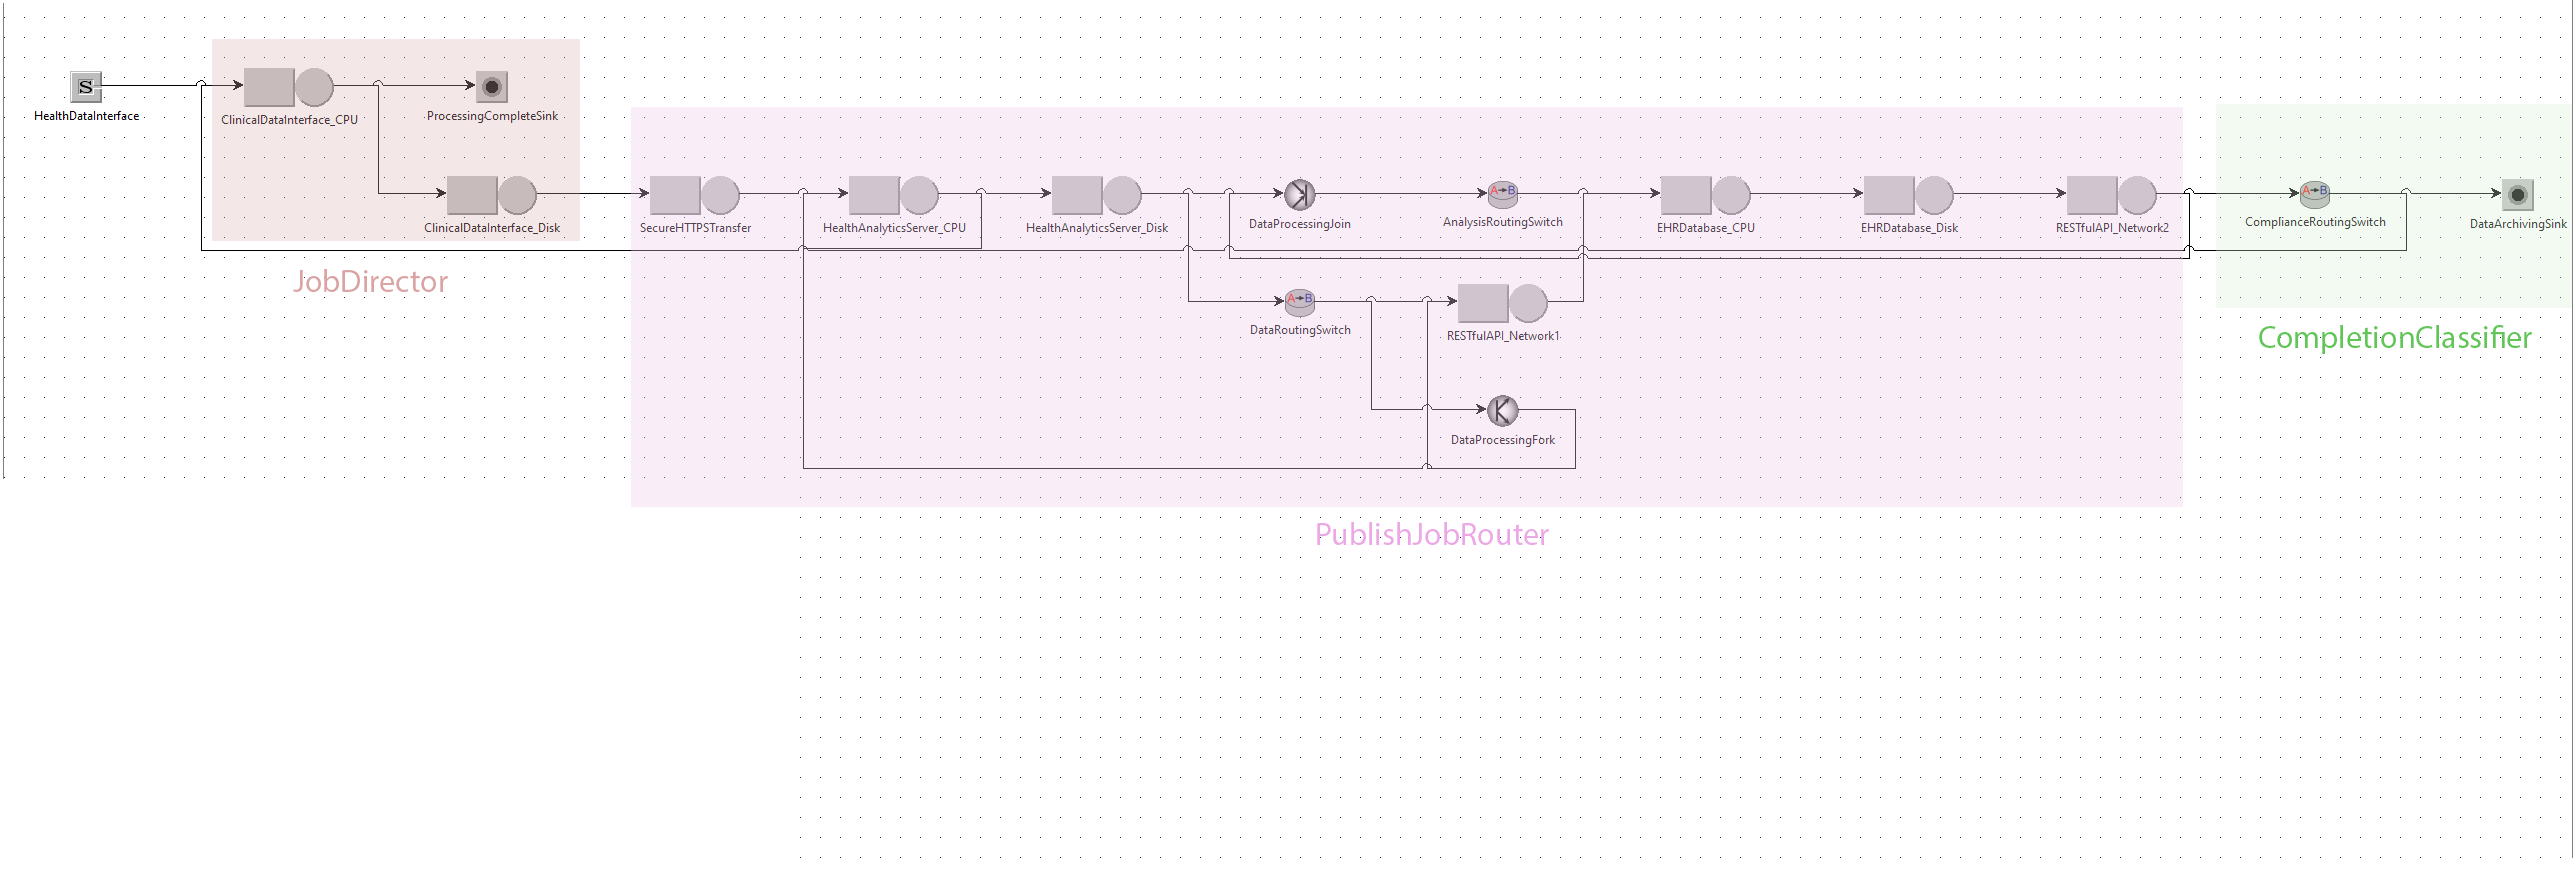 S
HealthDataInterface
ClinicalDataInterface_CPU
ProcessingCompleteSink
ClinicalDataInterface_Disk
JobDirector
SecureHTTPSTransfer
HealthAnalyticsServer_CPU
HealthAnalyticsServer_Disk
DataProcessingJoin
A B
AnalysisRoutingSwitch
EHRDatabase_CPU
EHRDatabase_Disk
RESTfulAPI_Network2
A B
ComplianceRoutingSwitch
DataArchivingSink
A B
DataRoutingSwitch
RESTfulAPI_Network1
CompletionClassifier
DataProcessingFork
PublishJobRouter